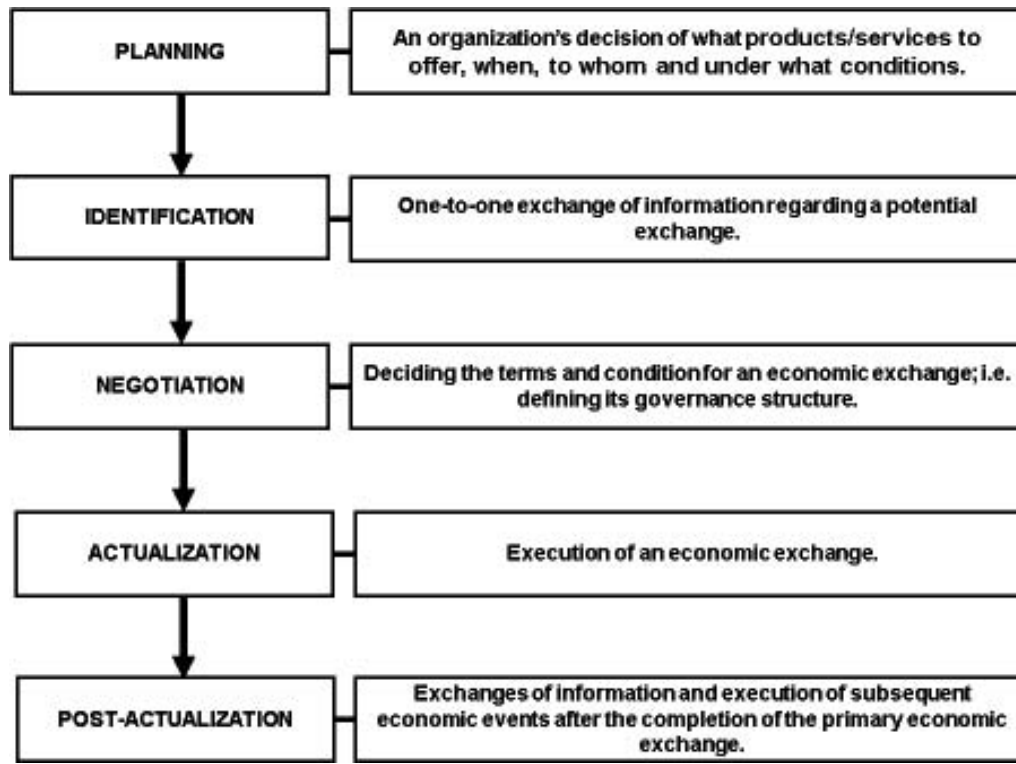 PLANNING
An organization's decision of what products/services to
offer, when, to whom and under what conditions.
IDENTIFICATION
One-to-one exchange of information regarding a potential
exchange.
NEGOTIATION
Deciding the terms and condition for an economic exchange; i.e.
defining its governance structure.
ACTUALIZATION
Execution of an economic exchange.
POST-ACTUALIZATION
Exchanges of information and execution of subsequent
economic events after the completion of the primary economic
exchange.